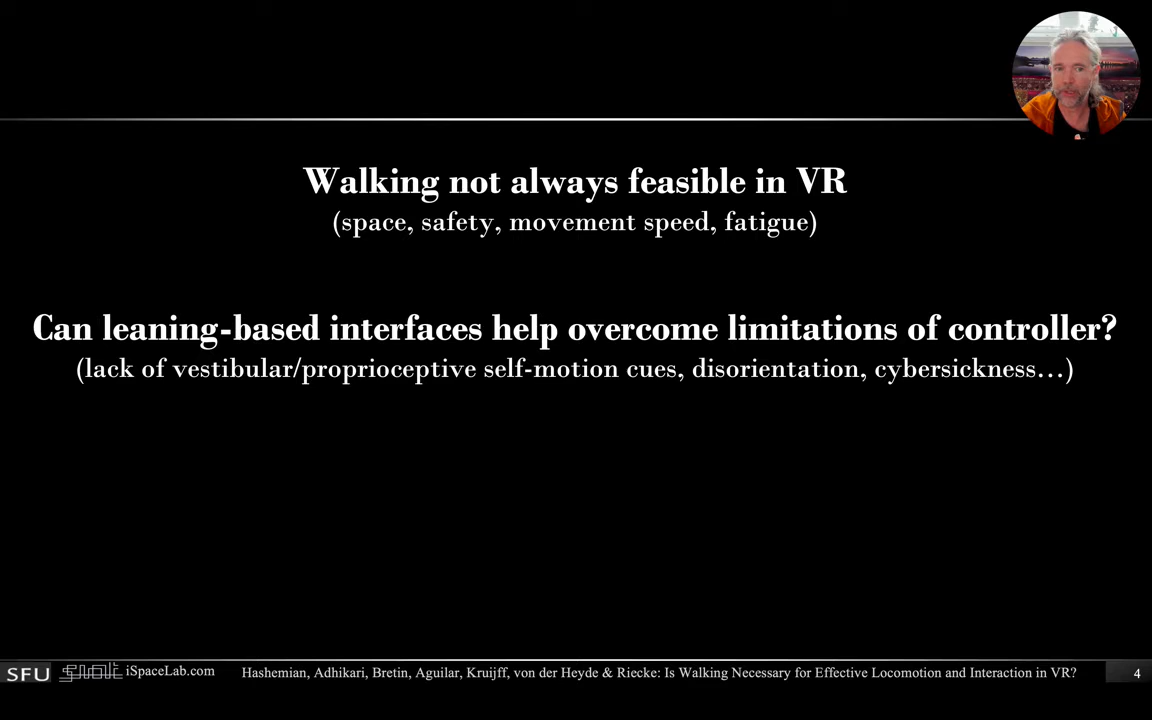 Walking not always feasible in VR
(space, safety, movement speed, fatigue)
Can leaning-based interfaces help overcome limitations of controller?
(lack of vestibular/proprioceptive self-motion cues, disorientation, cybersickness…)
SFU iSpaceLab.com Hashemian, Adhikari, Bretin, Aguilar, Kruijff, von der Heyde & Riecke: Is Walking Necessary for Effective Locomotion and Interaction in VR? 4